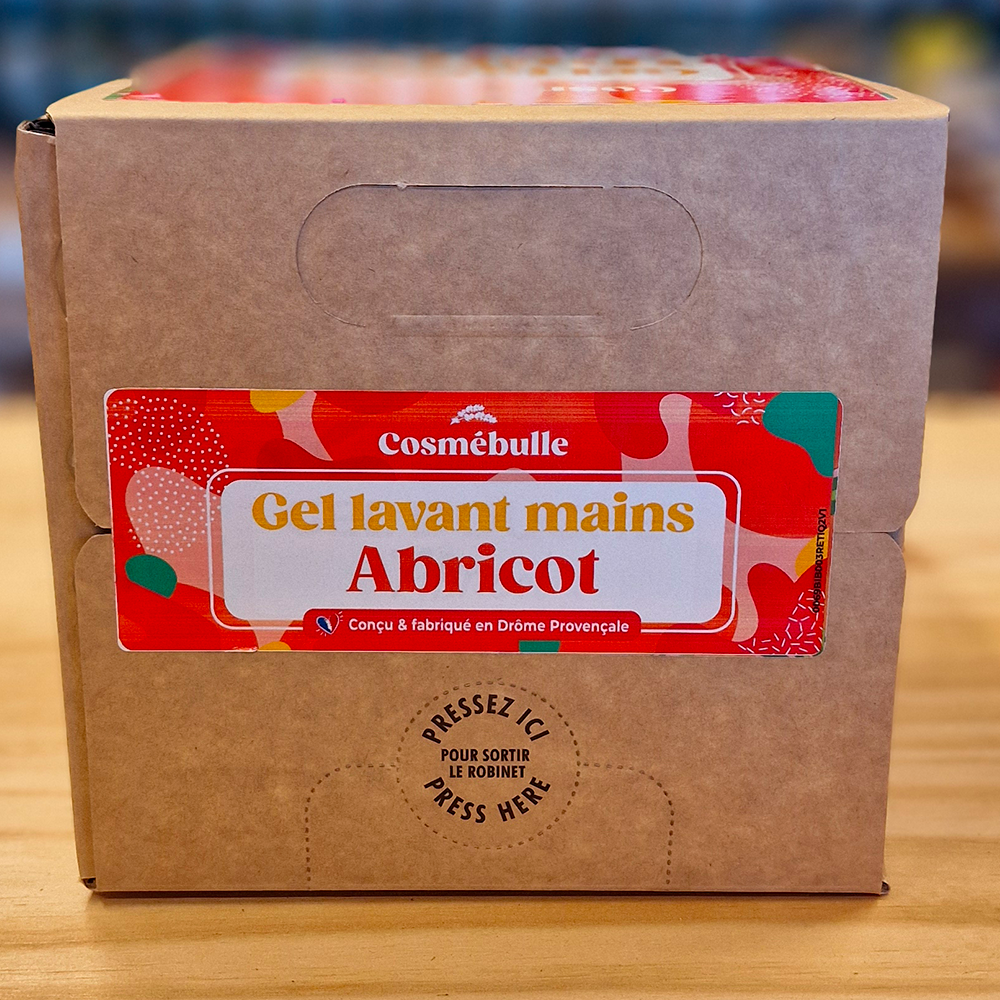 Cosmébulle
Gel lavant mains
Abricot
Conçu & fabriqué en Drôme Provençale
PRESSEZ ICI
POUR SORTIR
LE ROBINET
PRESS HERE